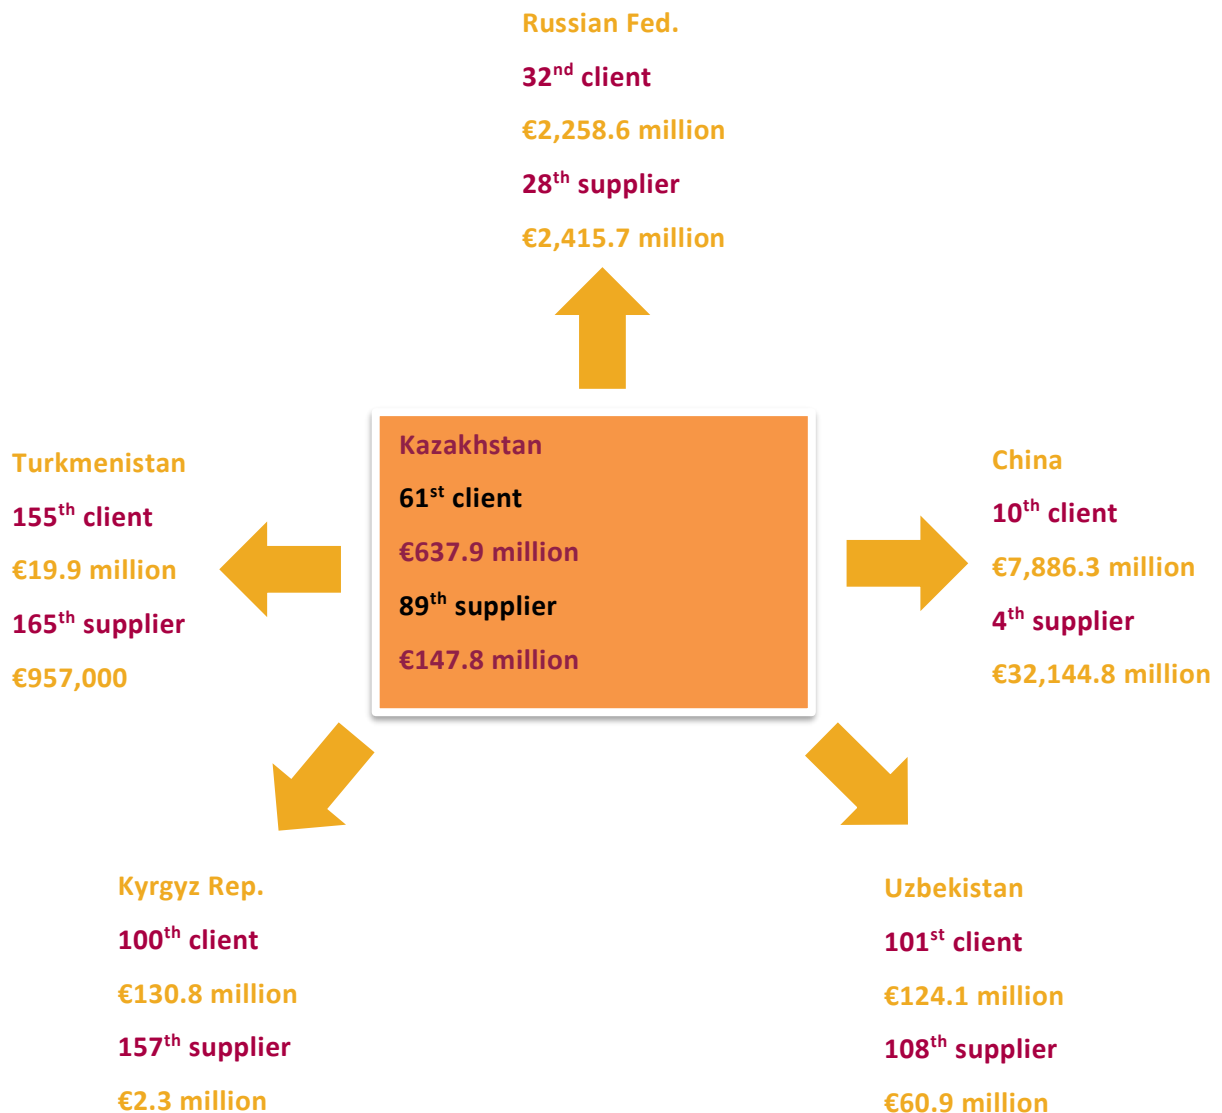 Russian Fed.
32nd client
€2,258.6 million
28th supplier
€2,415.7 million
Turkmenistan
155th client
€19.9 million
165th supplier
€957,000
Kazakhstan
61st client
€637.9 million
89th supplier
€147.8 million
China
10th client
€7,886.3 million
4th supplier
€32,144.8 million
Kyrgyz Rep.
100th client
€130.8 million
157th supplier
€2.3 million
Uzbekistan
101st client
€124.1 million
108th supplier
€60.9 million